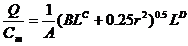 Q/C_m = 1/A (BL^C + 0.25r^2)^0.5 L^D